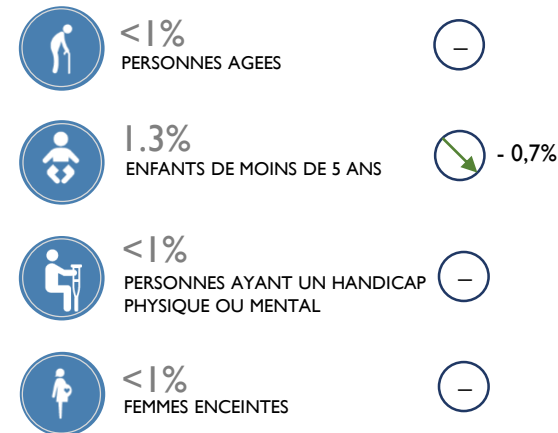 <1%
PERSONNES AGEES
–
1.3%
ENFANTS DE MOINS DE 5 ANS
- 0,7%
<1%
PERSONNES AYANT UN HANDICAP
PHYSIQUE OU MENTAL
–
<1%
FEMMES ENCEINTES
–